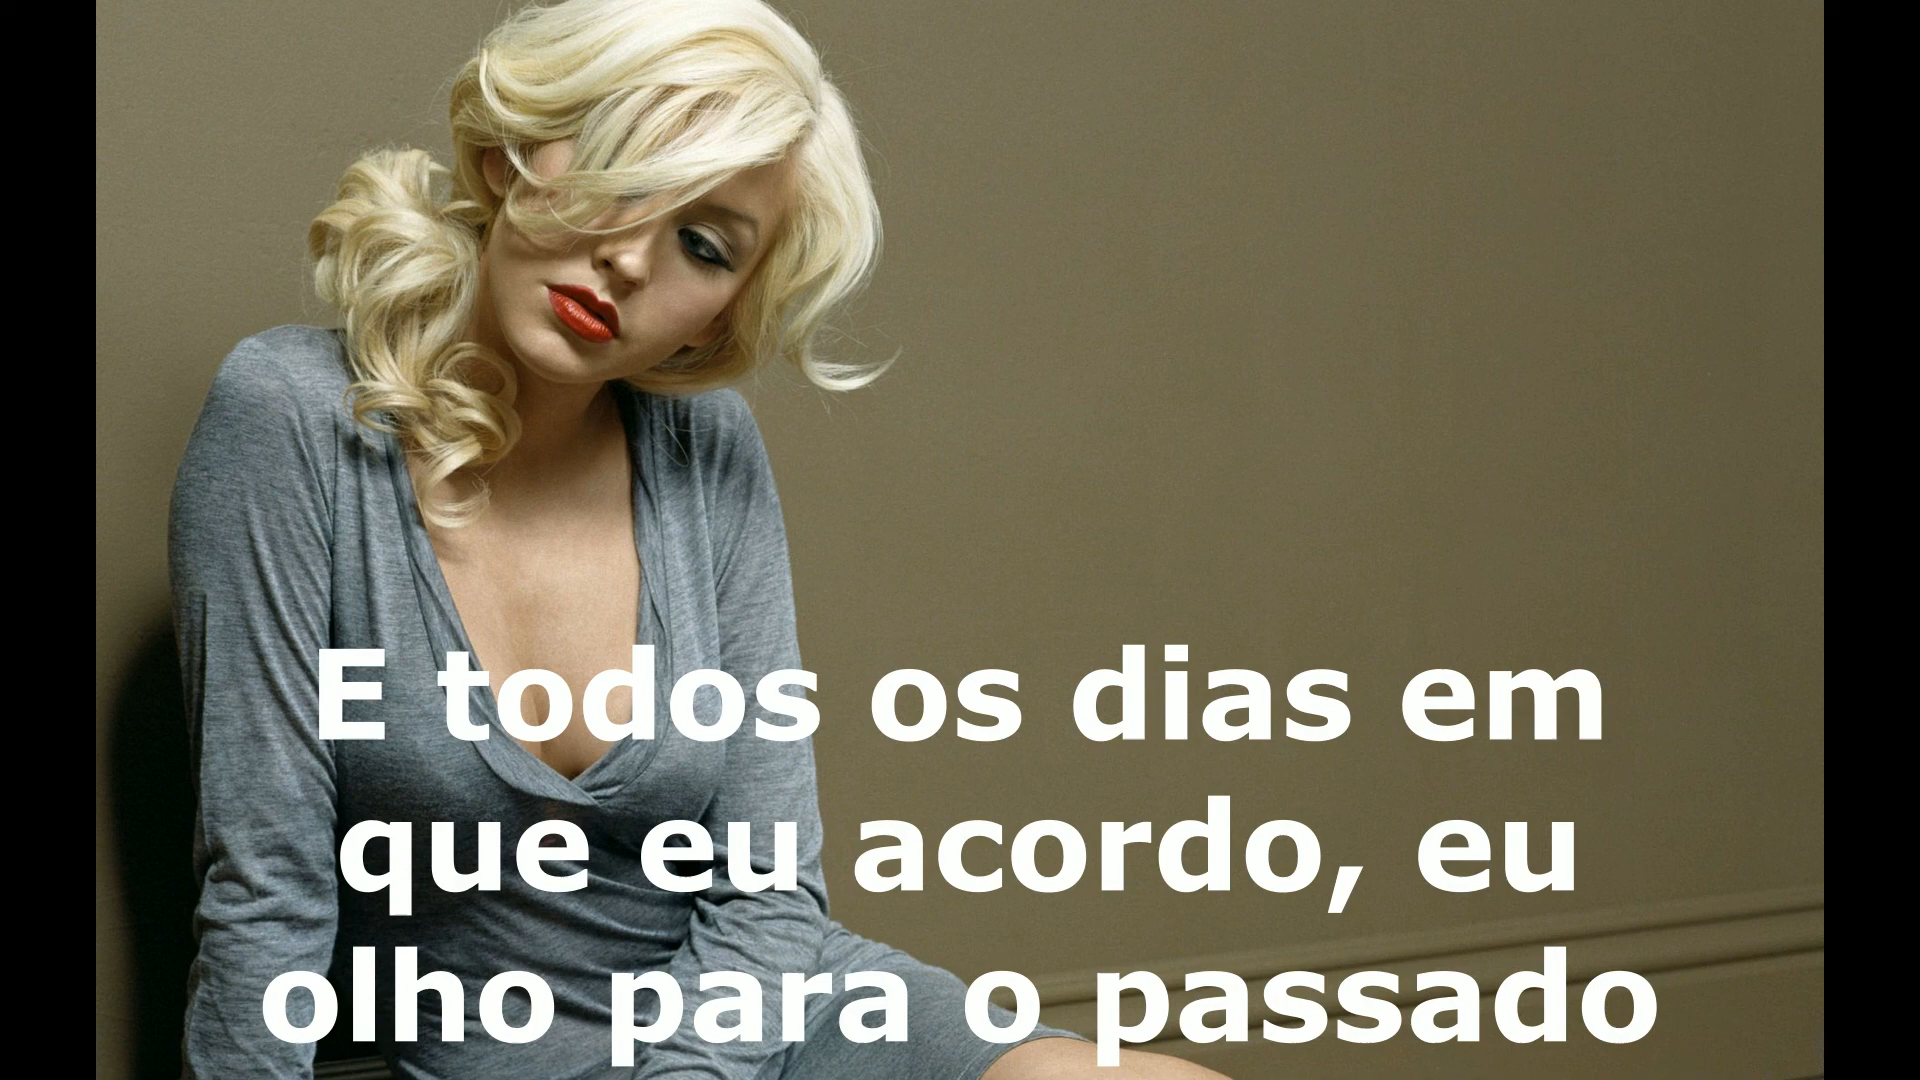 E todos os dias em
que eu acordo, eu
olho para o passado